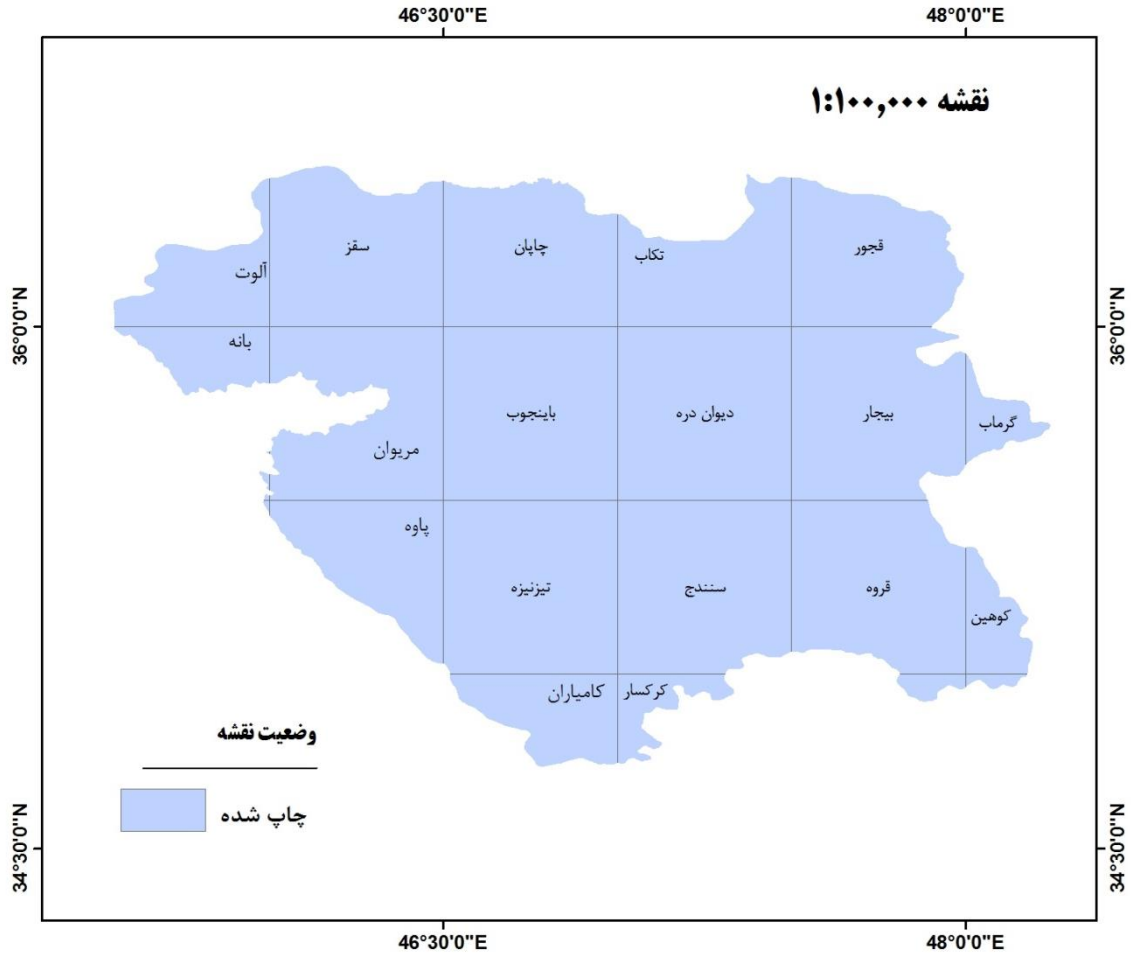 46°30'0"E
48°0'0"E
نقشه ۱:۱۰۰,۰۰۰
سقز
چاپان
تکاب
قجور
آلوت
36°0'0"N
36°0'0"N
بانه
باینجوب
دیوان دره
بیجار
گرماب
مریوان
پاوه
تیزنیزه
سنندج
قروه
کوهین
کامیاران
کرکسار
وضعیت نقشه
چاپ شده
34°30'0"N
34°30'0"N
46°30'0"E
48°0'0"E